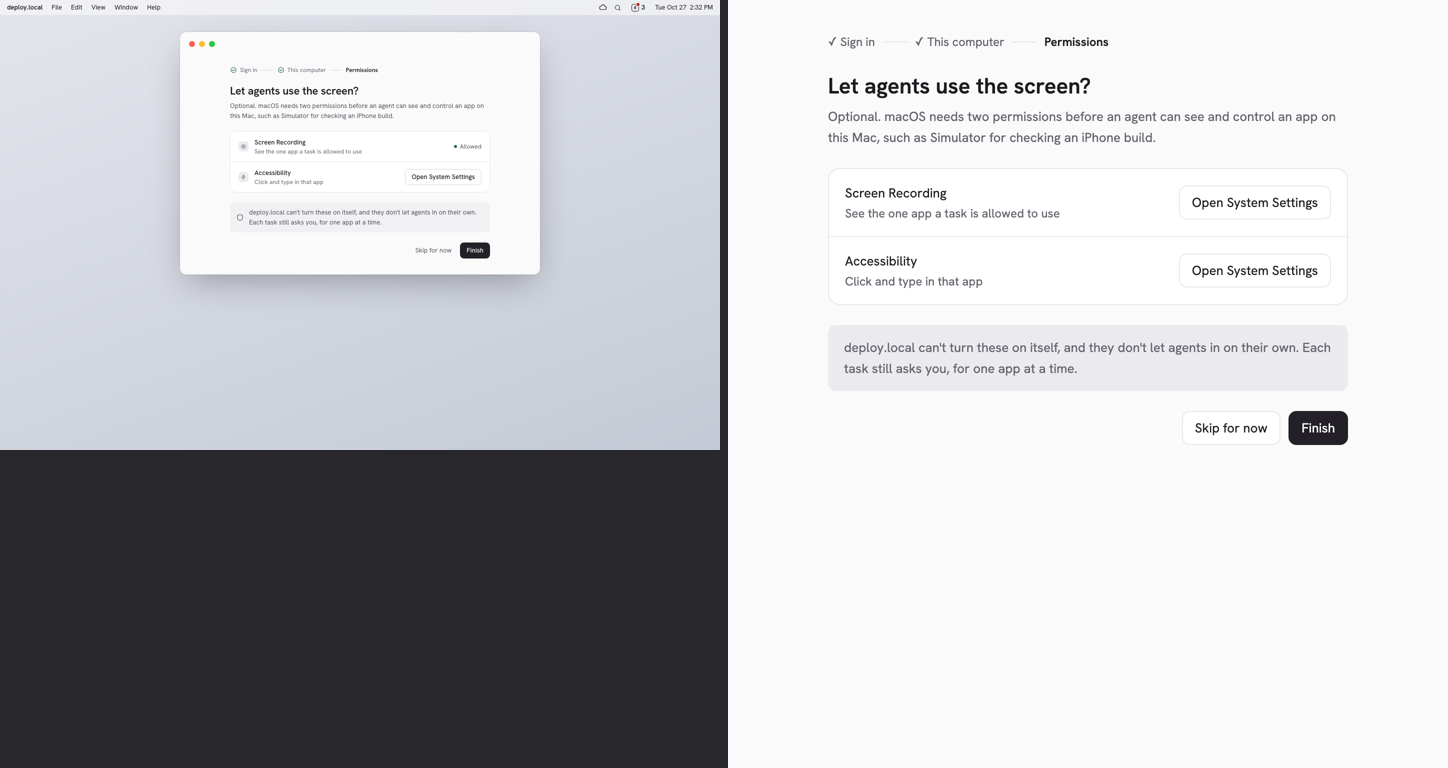 deploy.local File Edit View Window Help 3 Tue Oct 27 2:32 PM
Sign in This computer Permissions
Let agents use the screen?
Optional. macOS needs two permissions before an agent can see and control an app on
this Mac, such as Simulator for checking an iPhone build.
Screen Recording
See the one app a task is allowed to use
Allowed
Accessibility
Click and type in that app
Open System Settings
deploy.local can't turn these on itself, and they don't let agents in on their own.
Each task still asks you, for one app at a time.
Skip for now Finish
✓ Sign in ✓ This computer Permissions
Let agents use the screen?
Optional. macOS needs two permissions before an agent can see and control an app on
this Mac, such as Simulator for checking an iPhone build.
Screen Recording
See the one app a task is allowed to use
Open System Settings
Accessibility
Click and type in that app
Open System Settings
deploy.local can't turn these on itself, and they don't let agents in on their own. Each
task still asks you, for one app at a time.
Skip for now Finish